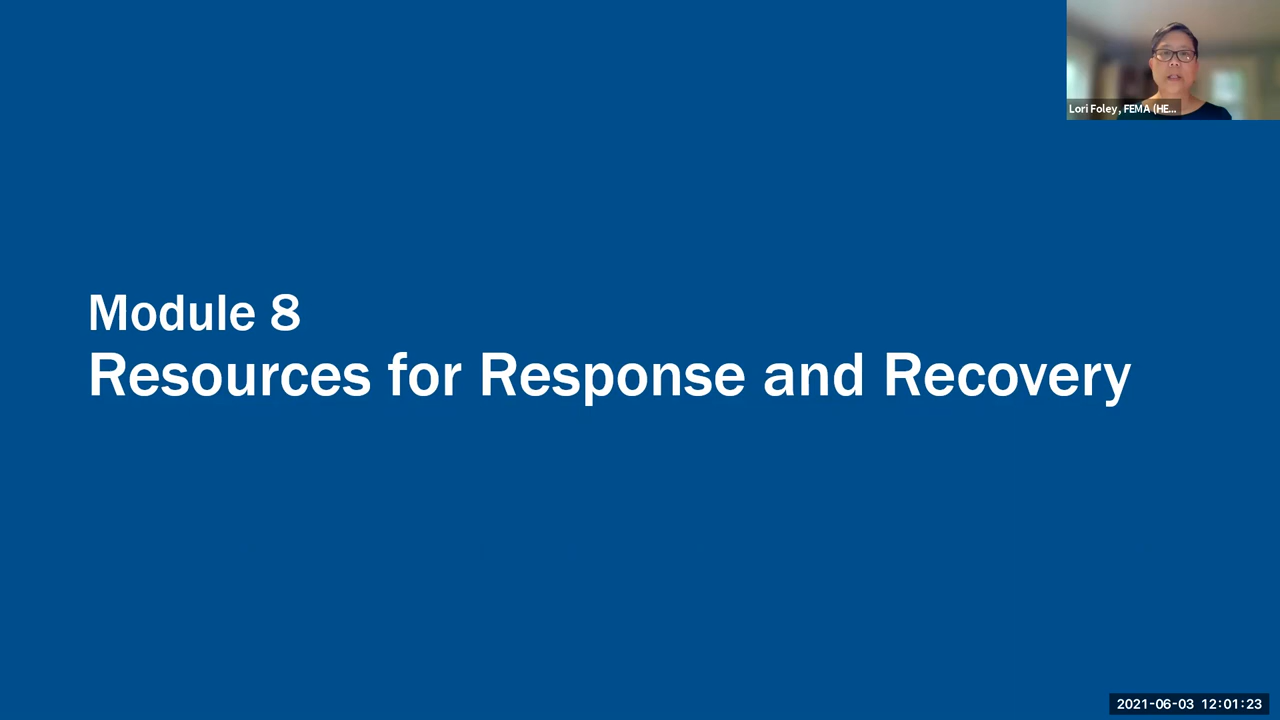 Lori Foley, FEMA (HE...
Module 8
Resources for Response and Recovery
2021-06-03 12:01:23